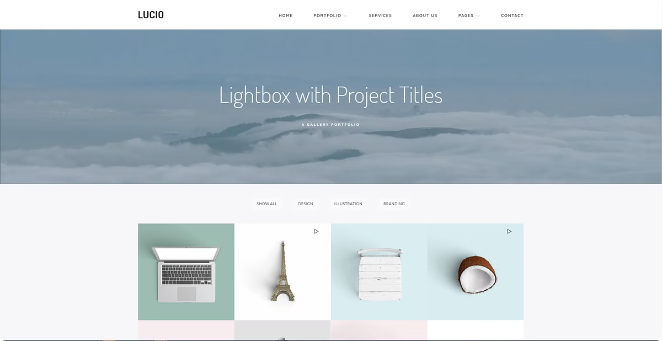 LUCIO
HOME PORTFOLIO SERVICES ABOUT US PAGES CONTACT
Lightbox with Project Titles
A GALLERY PORTFOLIO
SHOW ALL DESIGN ILLUSTRATION BRANDING